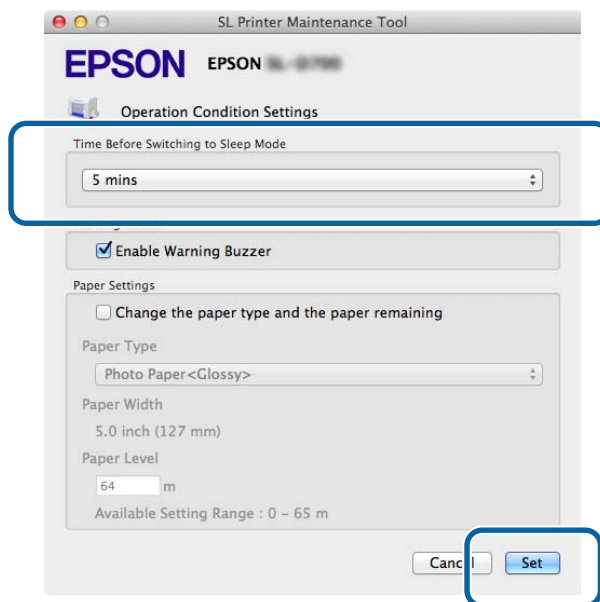 SL Printer Maintenance Tool
EPSON EPSON
Operation Condition Settings
Time Before Switching to Sleep Mode
5 mins
Enable Warning Buzzer
Paper Settings
Change the paper type and the paper remaining
Paper Type
Photo Paper<Glossy>
Paper Width
5.0 inch (127 mm)
Paper Level
64 m
Available Setting Range : 0 – 65 m
Cancel Set